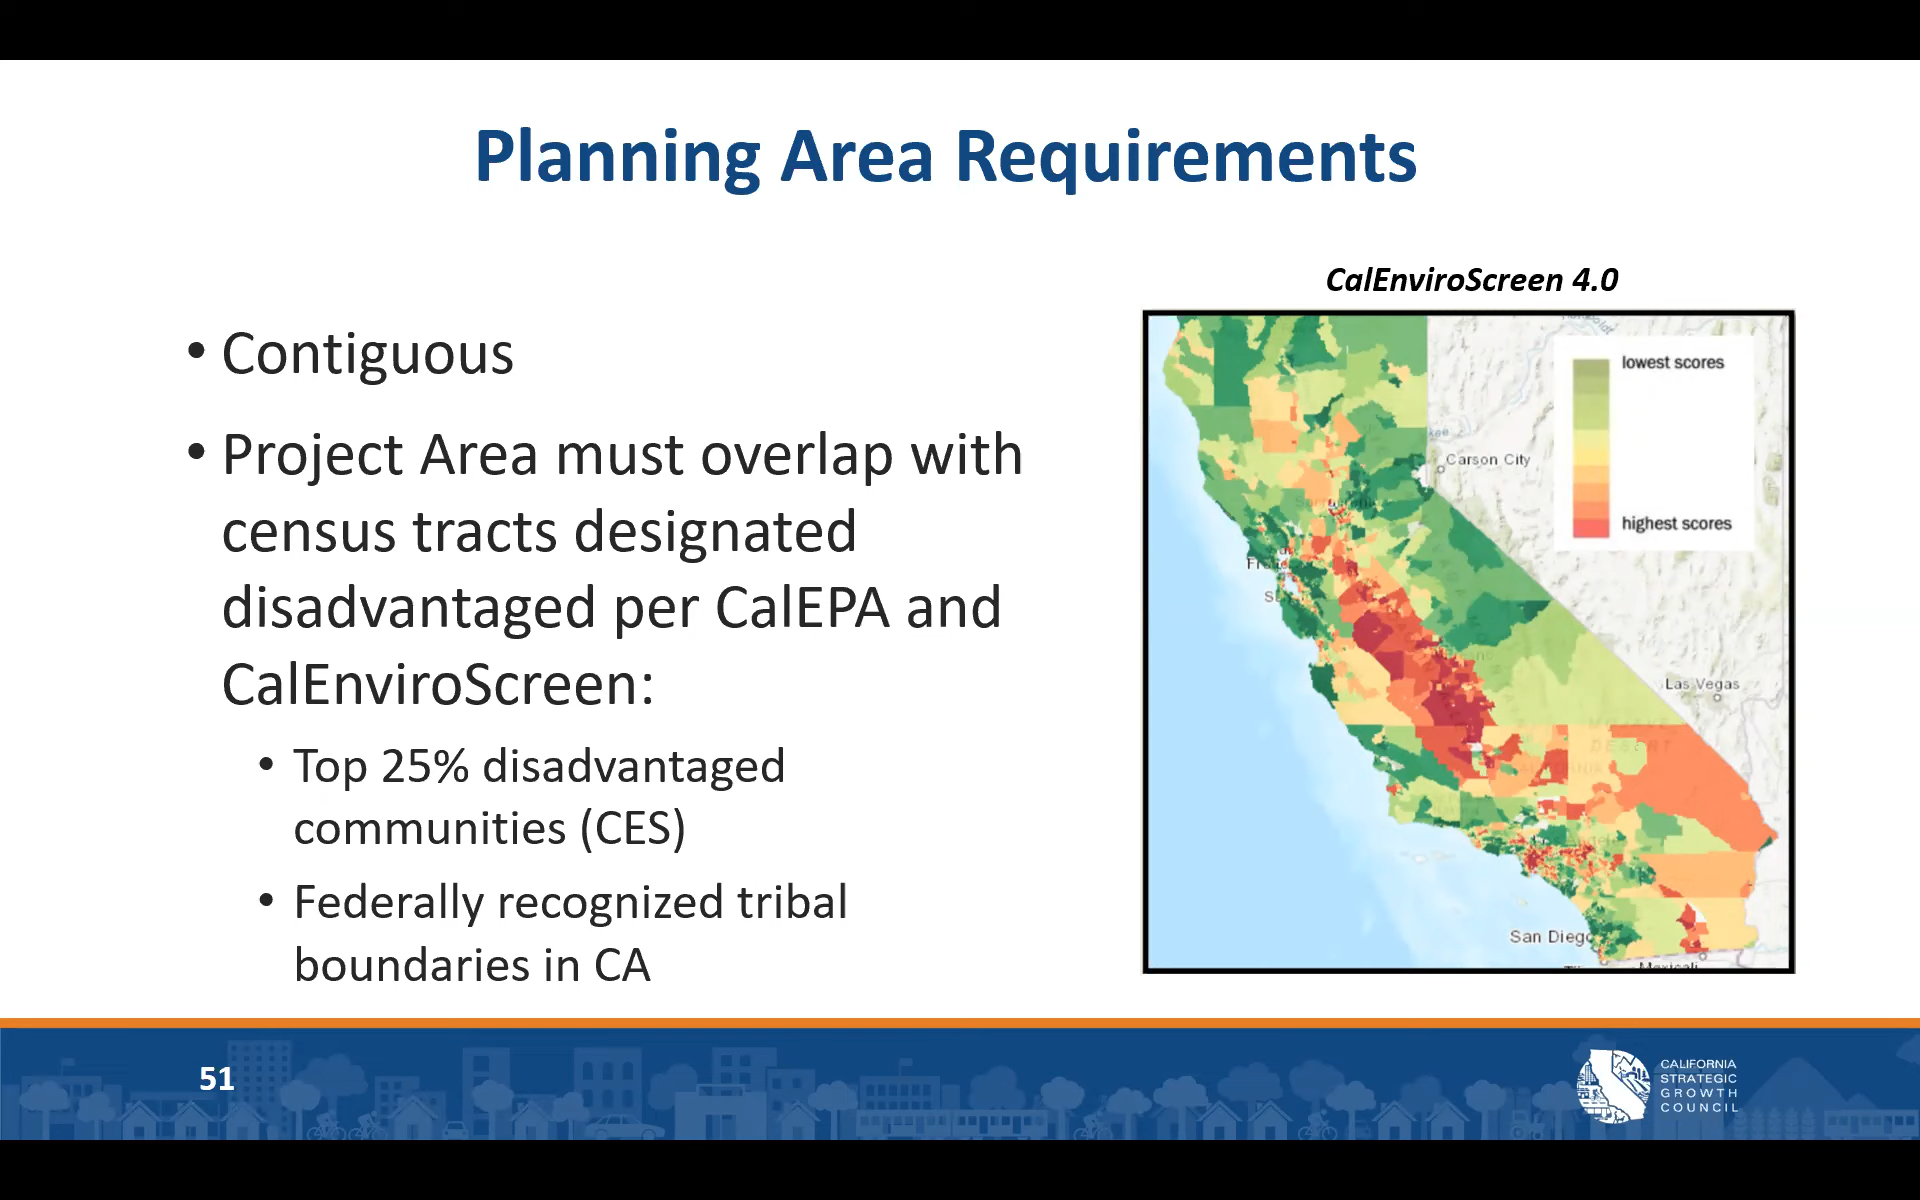 Planning Area Requirements
CalEnviroScreen 4.0
• Contiguous
• Project Area must overlap with
census tracts designated
disadvantaged per CalEPA and
CalEnviroScreen:
• Top 25% disadvantaged
communities (CES)
• Federally recognized tribal
boundaries in CA
lowest scores
highest scores
Carson City
Las Vegas
San Diego
Mexicali
51
CALIFORNIA
STRATEGIC
GROWTH
COUNCIL